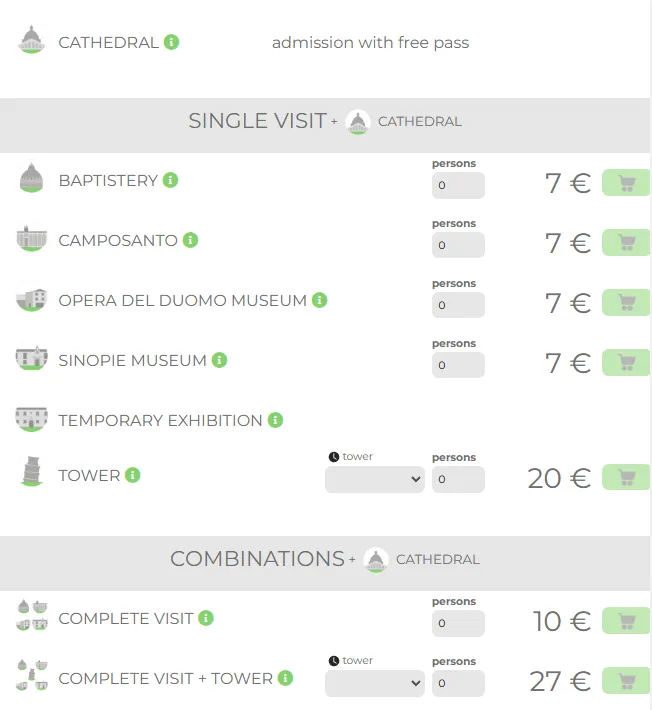 CATHEDRAL i
admission with free pass
SINGLE VISIT + CATHEDRAL
persons
BAPTISTERY i 0 7 €
persons
CAMPOSANTO i 0 7 €
persons
OPERA DEL DUOMO MUSEUM i 0 7 €
persons
SINOPIE MUSEUM i 0 7 €
TEMPORARY EXHIBITION i
tower persons
TOWER i 0 20 €
COMBINATIONS + CATHEDRAL
persons
COMPLETE VISIT i 0 10 €
tower persons
COMPLETE VISIT + TOWER i 0 27 €